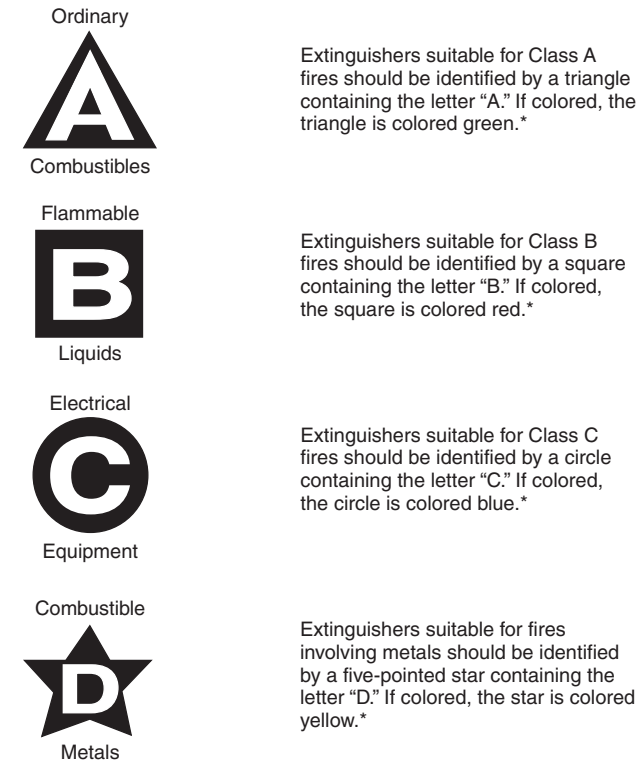 Ordinary
A
Combustibles
Extinguishers suitable for Class A
fires should be identified by a triangle
containing the letter “A.” If colored, the
triangle is colored green.*
Flammable
B
Liquids
Extinguishers suitable for Class B
fires should be identified by a square
containing the letter “B.” If colored,
the square is colored red.*
Electrical
C
Equipment
Extinguishers suitable for Class C
fires should be identified by a circle
containing the letter “C.” If colored,
the circle is colored blue.*
Combustible
D
Metals
Extinguishers suitable for fires
involving metals should be identified
by a five-pointed star containing the
letter “D.” If colored, the star is colored
yellow.*